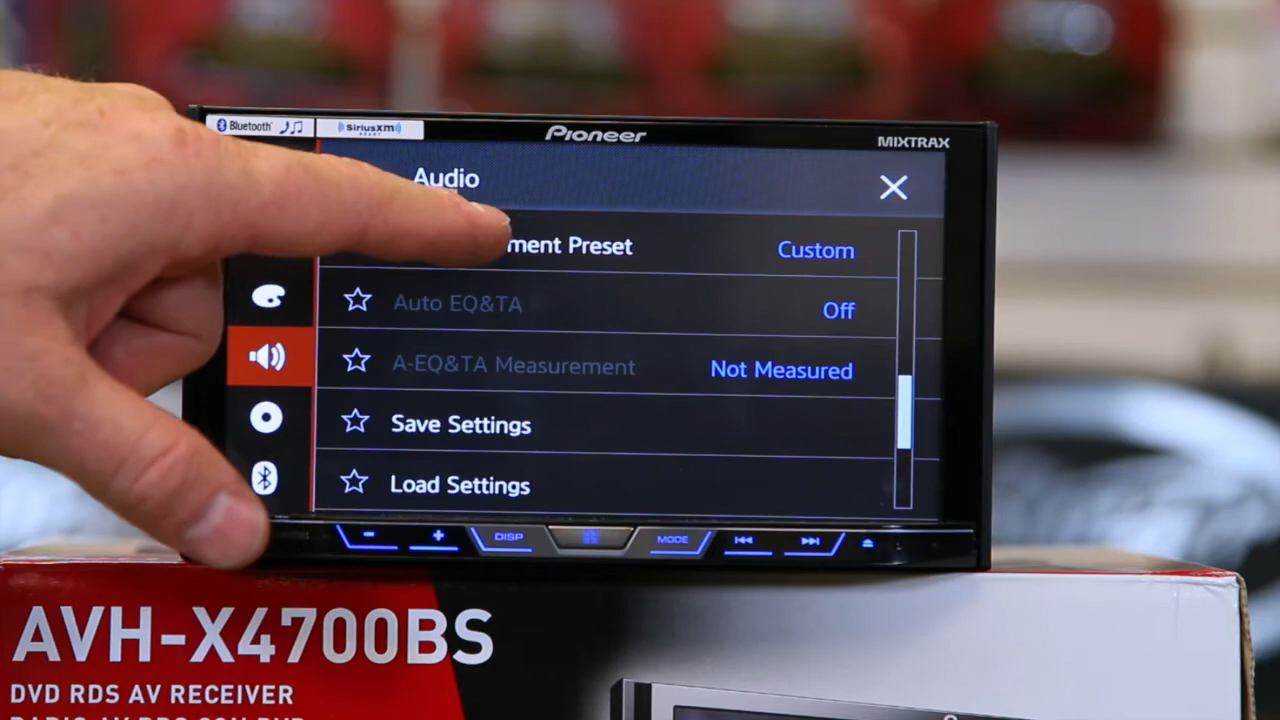 Bluetooth
SiriusXM
READY
Pioneer
MIXTRAX
Audio
ment Preset
Custom
Auto EQ&TA
Off
A-EQ&TA Measurement
Not Measured
Save Settings
Load Settings
- + DISP MODE
AVH-X4700BS
DVD RDS AV RECEIVER